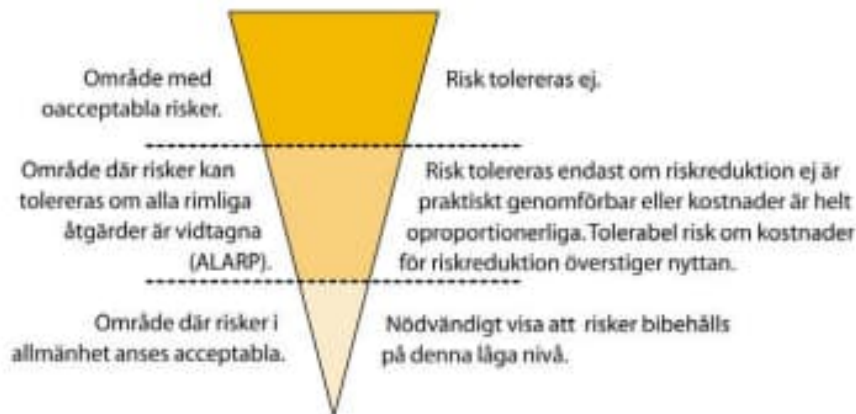 Område med
oacceptabla risker.
Risk tolereras ej.
Område där risker kan
tolereras om alla rimliga
åtgärder är vidtagna
(ALARP).
Risk tolereras endast om riskreduktion ej är
praktiskt genomförbar eller kostnader är helt
oproportionerliga. Tolerabel risk om kostnader
för riskreduktion överstiger nyttan.
Område där risker i
allmänhet anses acceptabla.
Nödvändigt visa att risker bibehålls
på denna låga nivå.